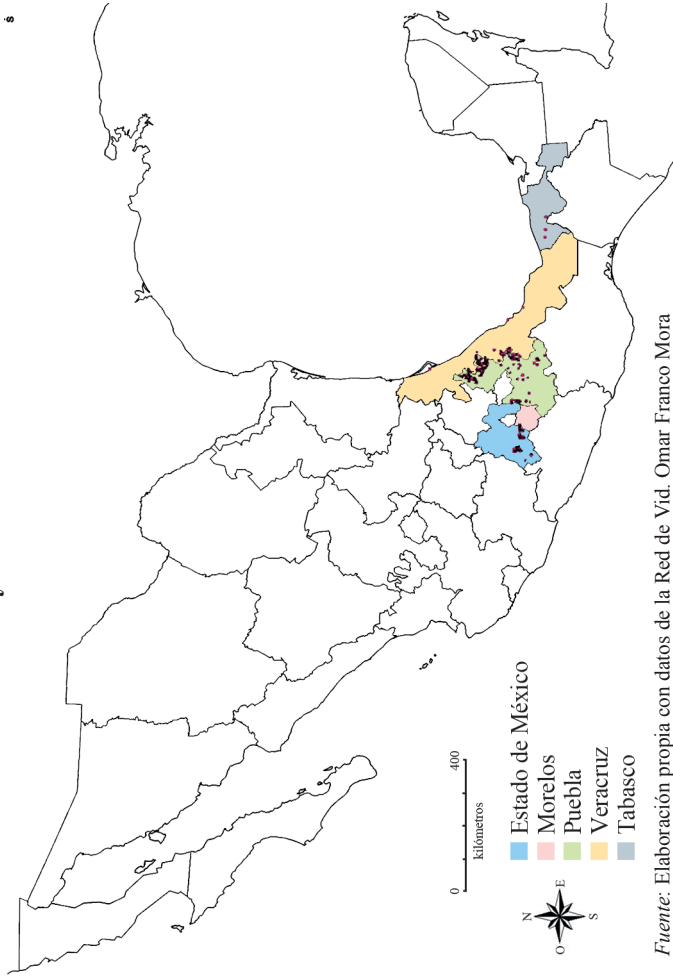 0
400
kilómetros
N
O
E
S
Estado de México
Morelos
Puebla
Veracruz
Tabasco
Fuente: Elaboración propia con datos de la Red de Vid. Omar Franco Mora